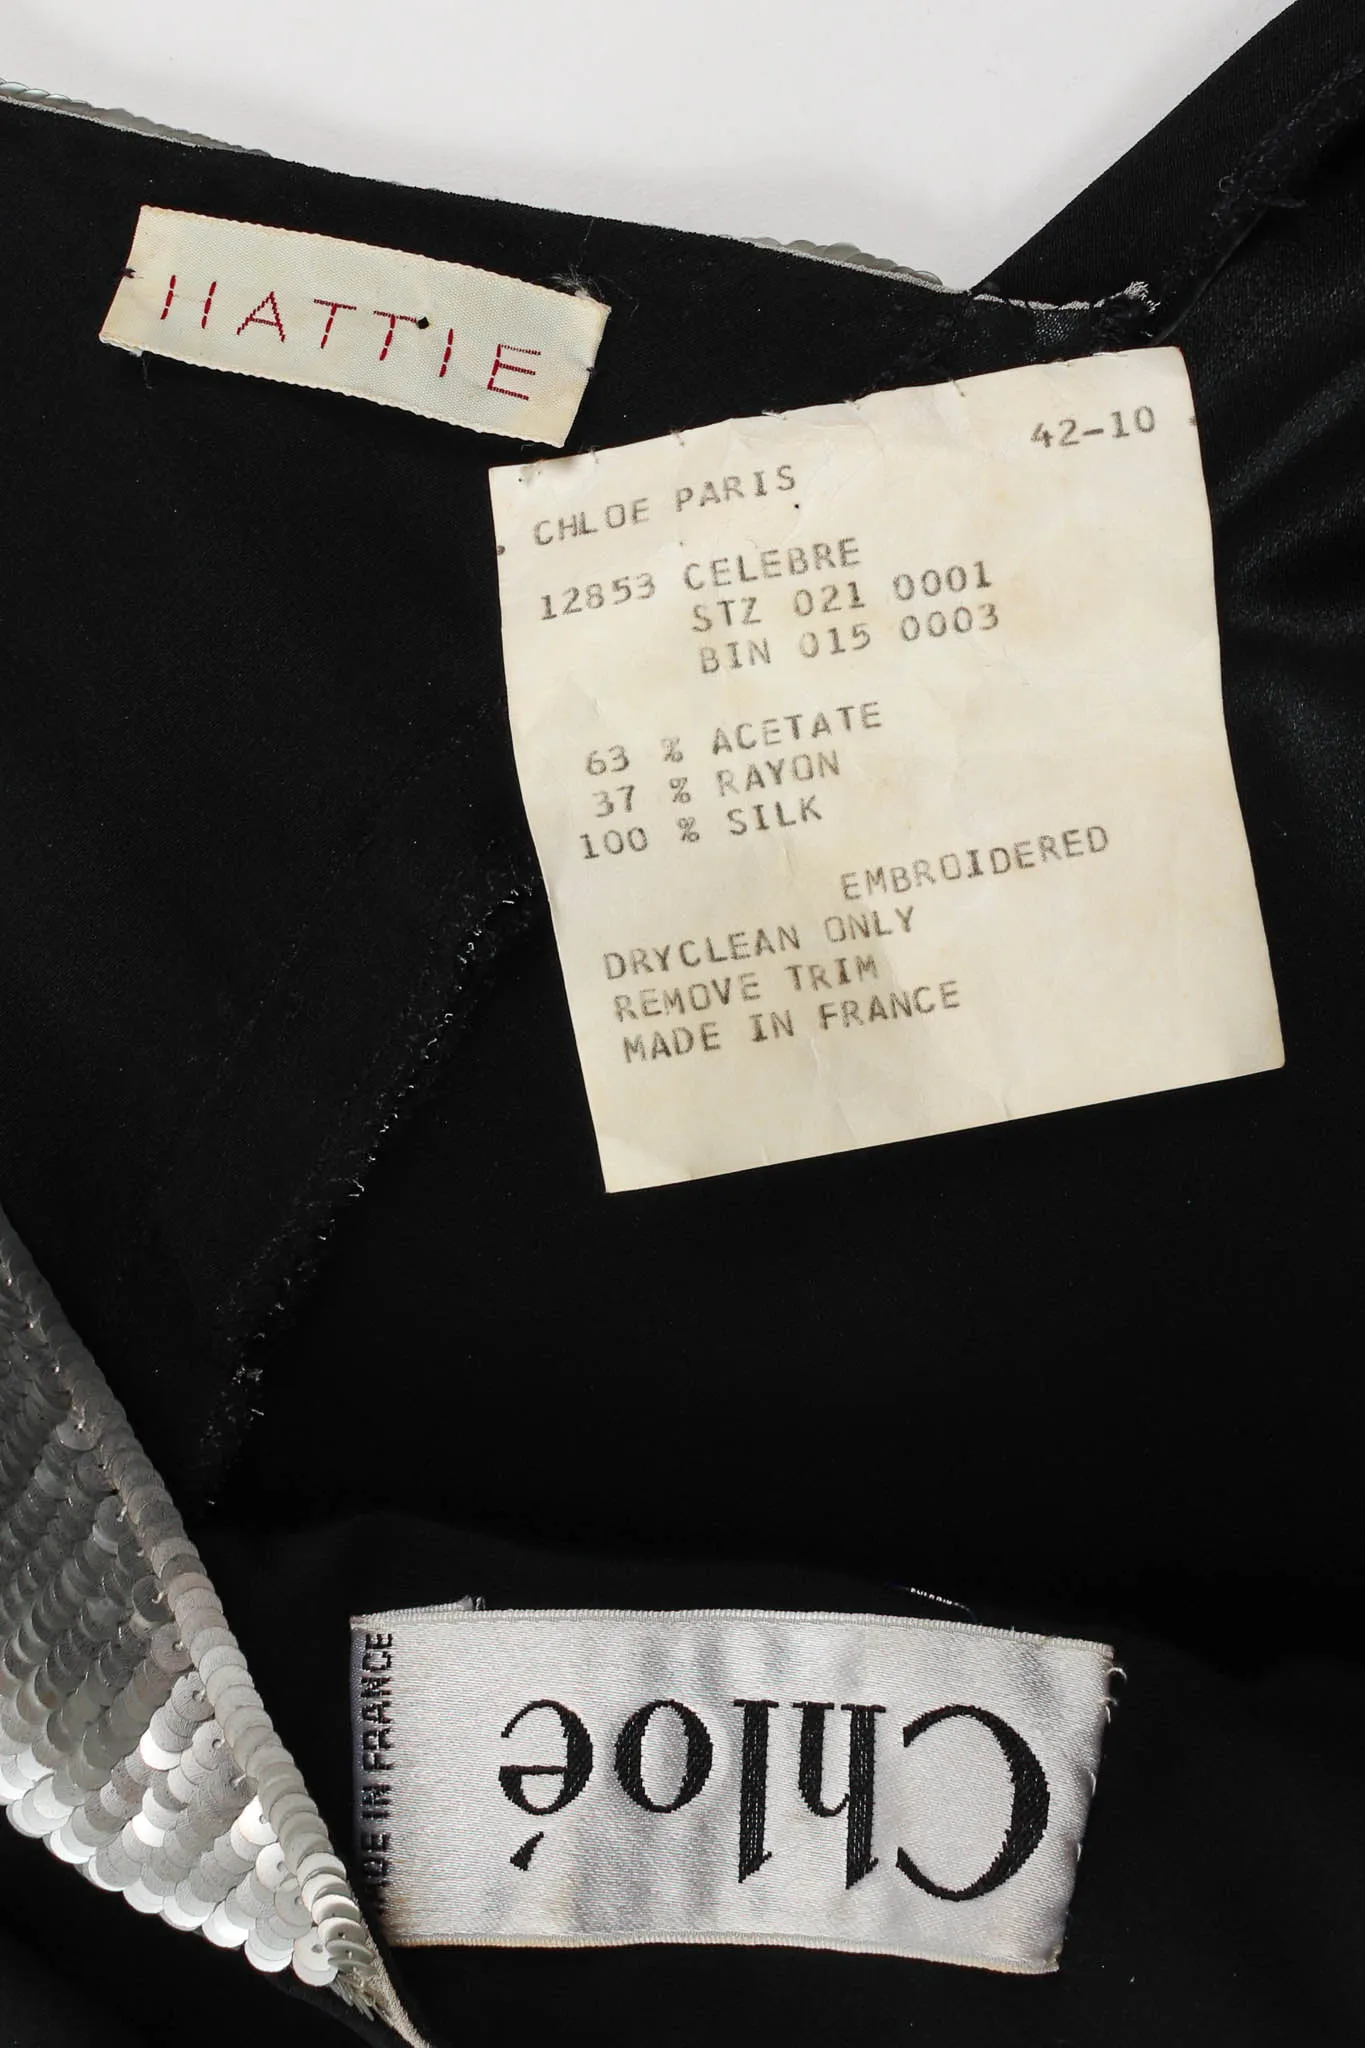 HATTIE
42-10
CHLOE PARIS
12853 CELEBRE
STZ 021 0001
BIN 015 0003
63 % ACETATE
37 % RAYON
100 % SILK
EMBROIDERED
DRYCLEAN ONLY
REMOVE TRIM
MADE IN FRANCE
Chloé
MADE IN FRANCE